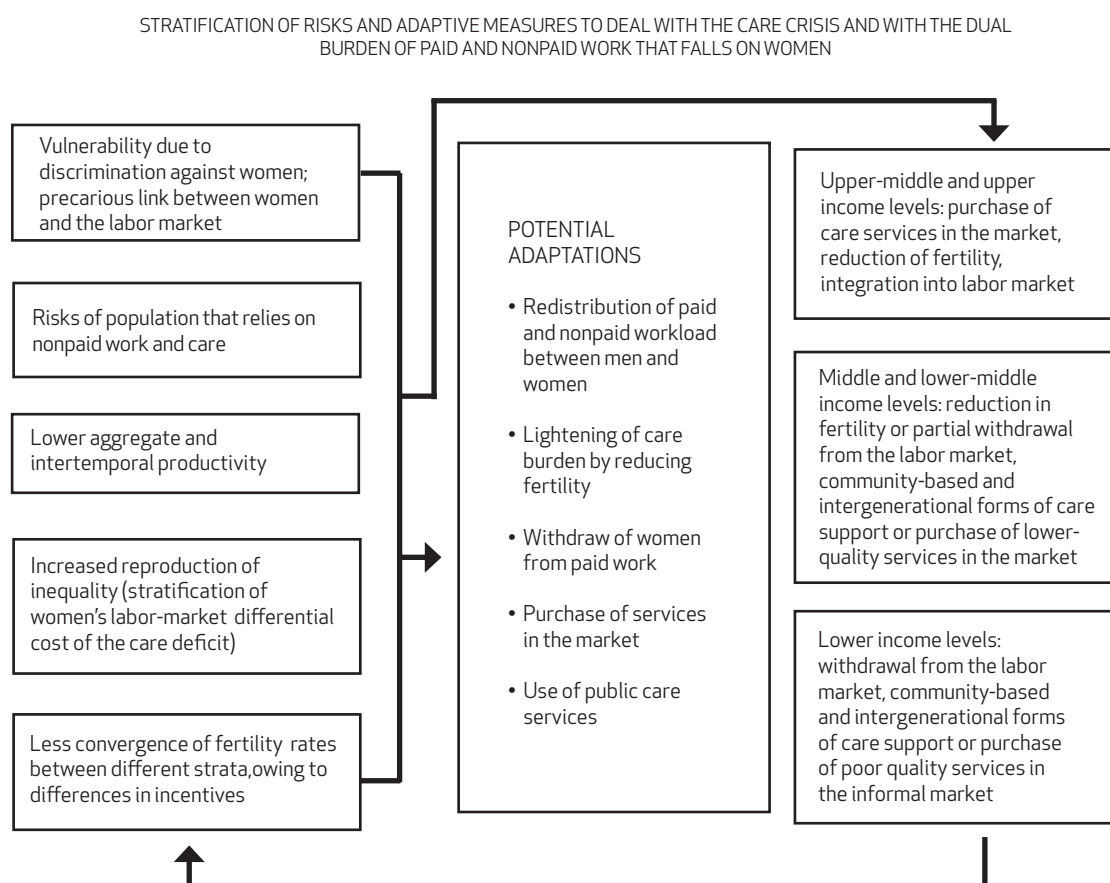 STRATIFICATION OF RISKS AND ADAPTIVE MEASURES TO DEAL WITH THE CARE CRISIS AND WITH THE DUAL
BURDEN OF PAID AND NONPAID WORK THAT FALLS ON WOMEN
Vulnerability due to
discrimination against women;
precarious link between women
and the labor market
Risks of population that relies on
nonpaid work and care
Lower aggregate and
intertemporal productivity
Increased reproduction of
inequality (stratification of
women's labor-market differential
cost of the care deficit)
Less convergence of fertility rates
between different strata,owing to
differences in incentives
POTENTIAL
ADAPTATIONS
• Redistribution of paid
and nonpaid workload
between men and
women
• Lightening of care
burden by reducing
fertility
• Withdraw of women
from paid work
• Purchase of services
in the market
• Use of public care
services
Upper-middle and upper
income levels: purchase of
care services in the market,
reduction of fertility,
integration into labor market
Middle and lower-middle
income levels: reduction in
fertility or partial withdrawal
from the labor market,
community-based and
intergenerational forms of care
support or purchase of lower-
quality services in the market
Lower income levels:
withdrawal from the labor
market, community-based
and intergenerational forms
of care support or purchase
of poor quality services in
the informal market